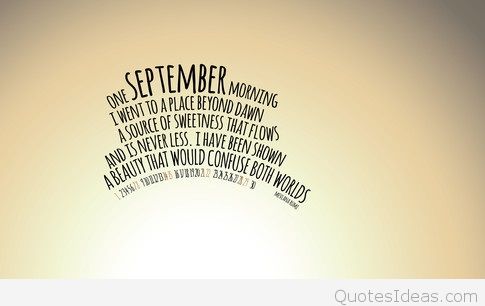 ONE SEPTEMBER MORNING
I WENT TO A PLACE BEYOND DAWN
A SOURCE OF SWEETNESS THAT FLOWS
AND IS NEVER LESS. I HAVE BEEN SHOWN
A BEAUTY THAT WOULD CONFUSE BOTH WORLDS
QuotesIdeas.com